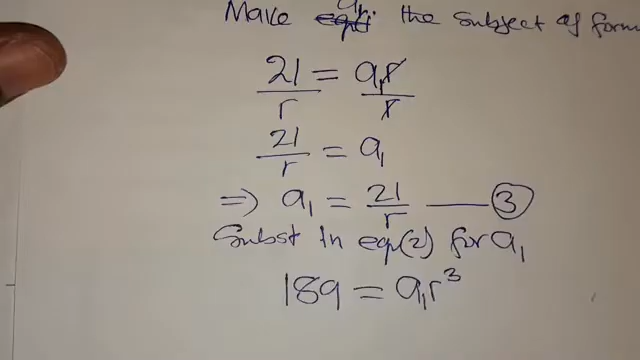 Make a₁ the subject of form
21/r = a₁r/r
21/r = a₁
⇒ a₁ = 21/r —— ③
Subst in eqn(2) for a₁
189 = a₁r³